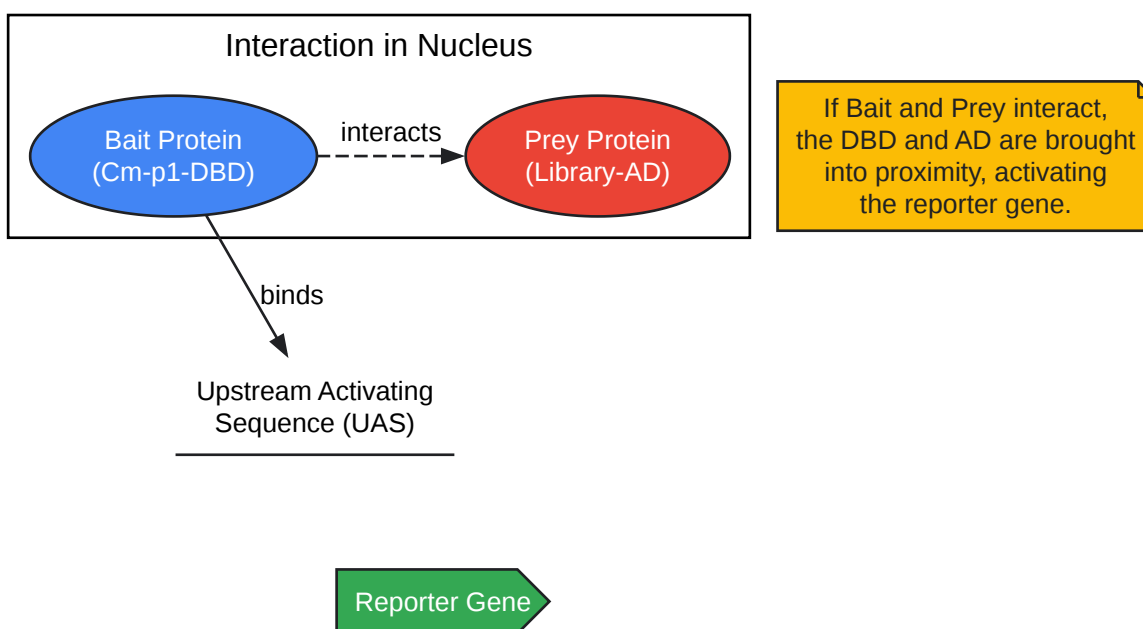 Interaction in Nucleus
Bait Protein
(Cm-p1-DBD)
interacts
Prey Protein
(Library-AD)
If Bait and Prey interact,
the DBD and AD are brought
into proximity, activating
the reporter gene.
binds
Upstream Activating
Sequence (UAS)
Reporter Gene